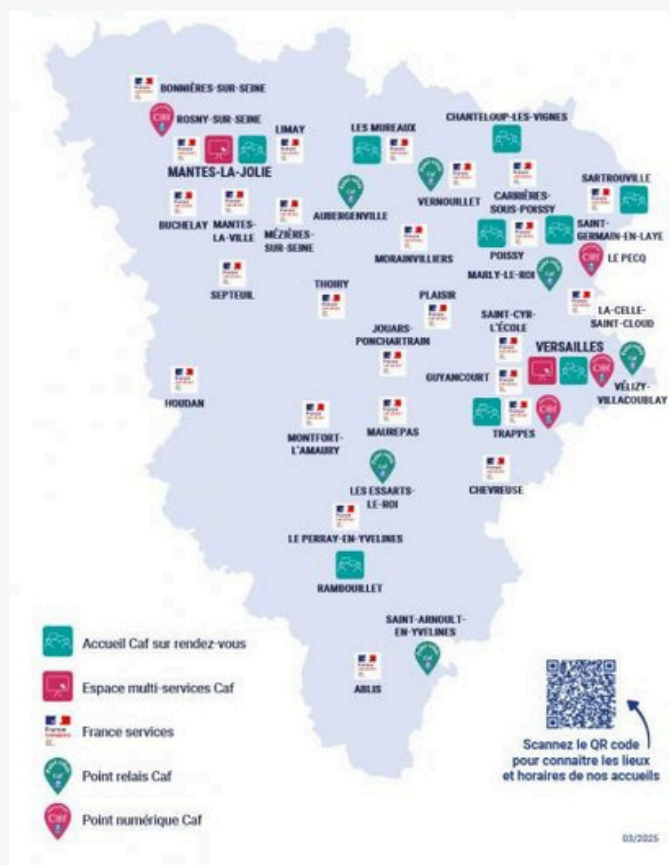 BONNIÈRES-SUR-SEINE
ROSNY-SUR-SEINE
LIMAY
MANTES-LA-JOLIE
LES MUREAUX
CHANTELOUP-LES-VIGNES
SARTROUVILLE
BUCHELAY
MANTES-
LA-VILLE
MÉZIÈRES-
SUR-SEINE
AUBERGENVILLE
VERNOUILLET
CARRIÈRES-
SOUS-POISSY
SAINT-
GERMAIN-EN-LAYE
POISSY
LE PECQ
MORAINVILLIERS
MARLY-LE-ROI
SEPTEUIL
THOIRY
PLAISIR
LA-CELLE-
SAINT-CLOUD
SAINT-CYR-
L'ÉCOLE
JOUARS-
PONCHARTRAIN
VERSAILLES
GUYANCOURT
VÉLIZY-
VILLACOUBLAY
HOUDAN
MONTFORT-
L'AMAURY
MAUREPAS
TRAPPES
LES ESSARTS-
LE-ROI
CHEVREUSE
LE PERRAY-EN-YVELINES
RAMBOUILLET
SAINT-ARNOULT-
EN-YVELINES
ABLIS
Accueil Caf sur rendez-vous
Espace multi-services Caf
France services
Point relais Caf
Point numérique Caf
Scannez le QR code
pour connaître les lieux
et horaires de nos accueils
03/2025